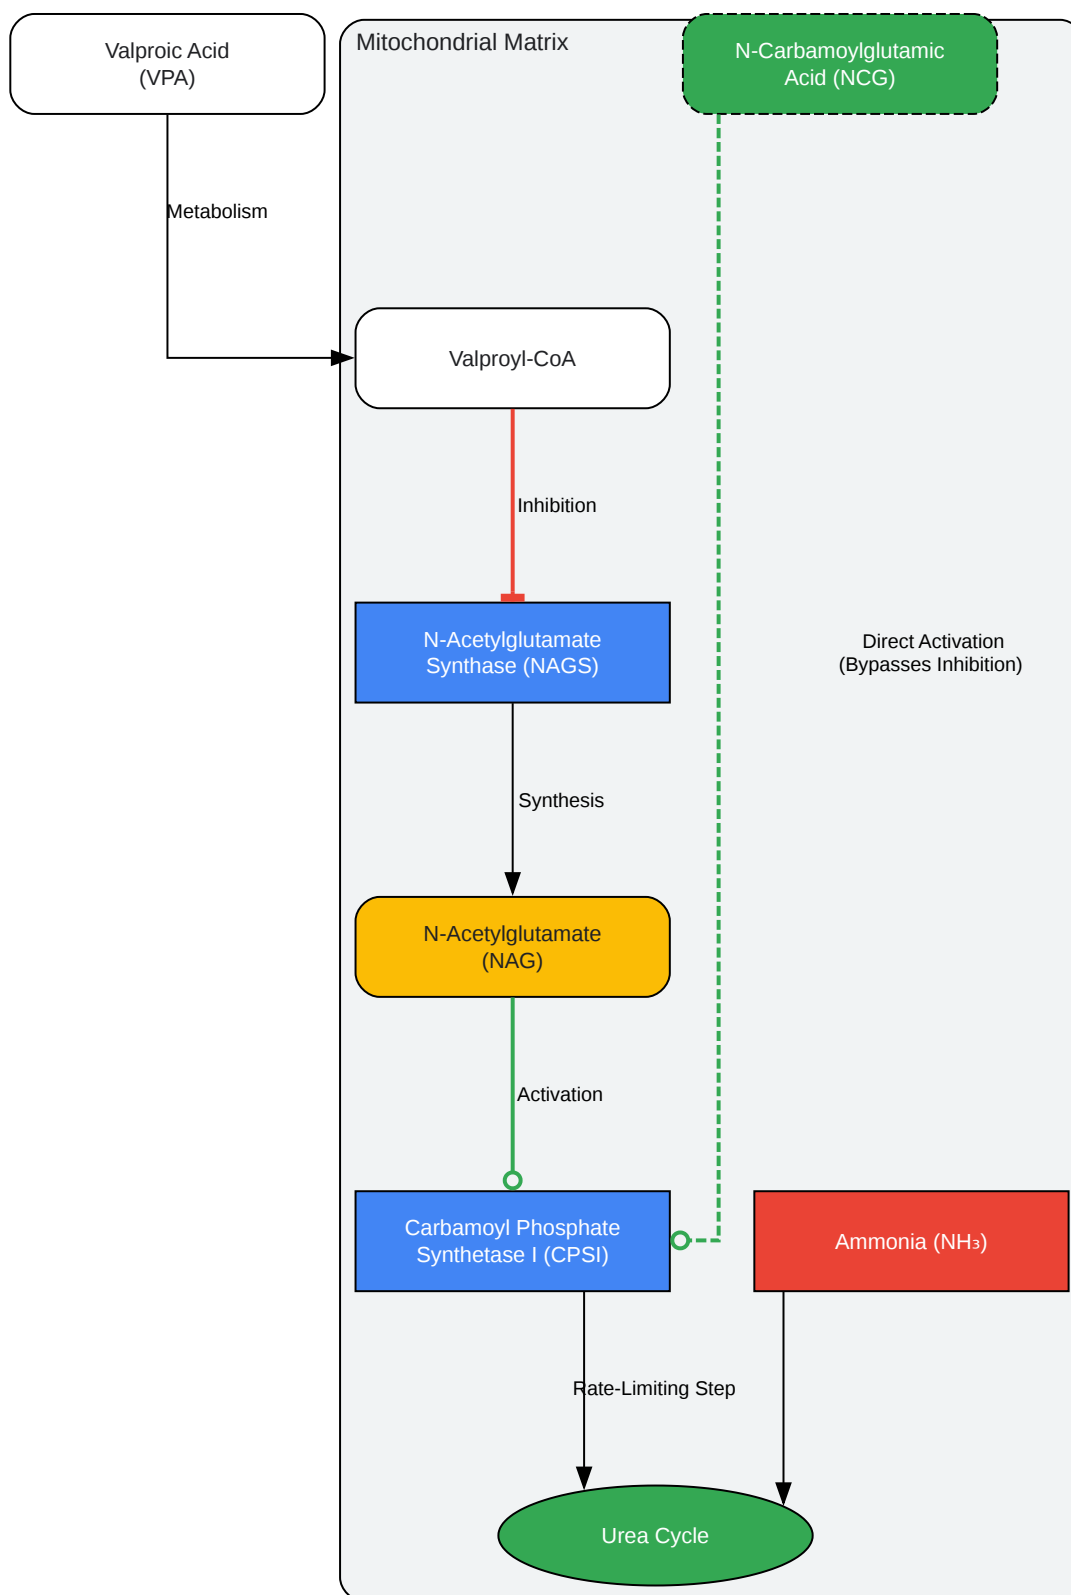 Valproic Acid
(VPA)
Mitochondrial Matrix
N-Carbamoylglutamic
Acid (NCG)
Metabolism
Valproyl-CoA
Inhibition
N-Acetylglutamate
Synthase (NAGS)
Direct Activation
(Bypasses Inhibition)
Synthesis
N-Acetylglutamate
(NAG)
Activation
Carbamoyl Phosphate
Synthetase I (CPSI)
Ammonia (NH₃)
Rate-Limiting Step
Urea Cycle